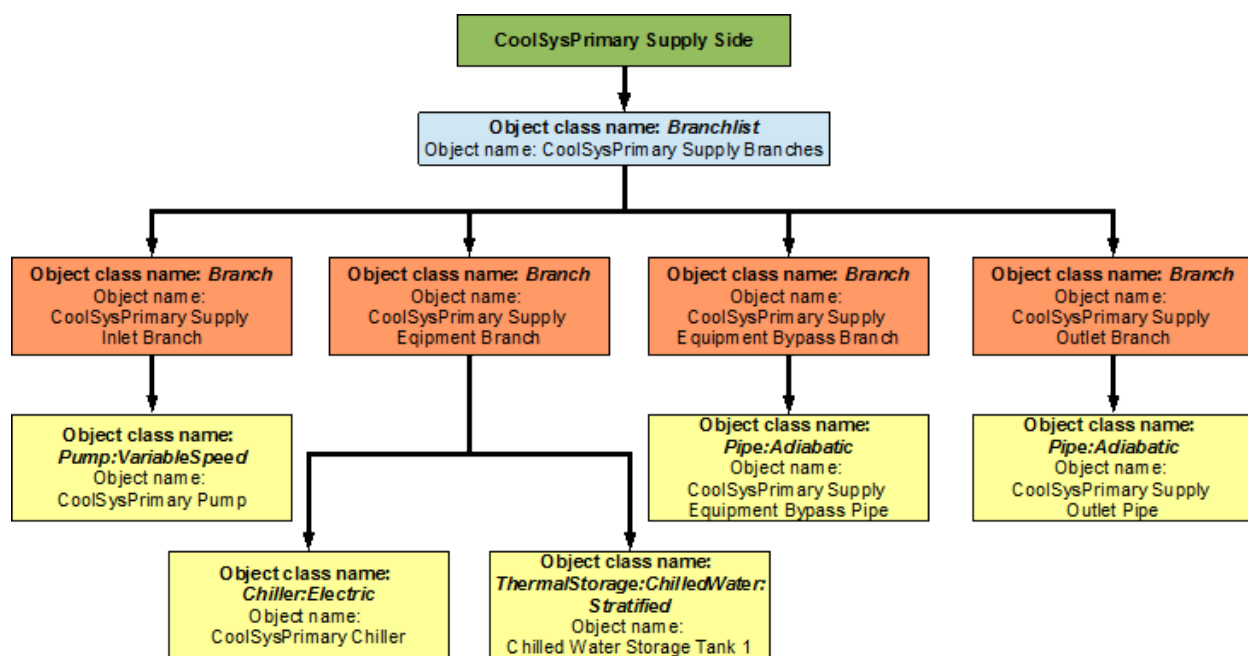 CoolSysPrimary Supply Side
Object class name: Branchlist
Object name: CoolSysPrimary Supply Branches
Object class name: Branch
Object name:
CoolSysPrimary Supply
Inlet Branch
Object class name: Branch
Object name:
CoolSysPrimary Supply
Eqipment Branch
Object class name: Branch
Object name:
CoolSysPrimary Supply
Equipment Bypass Branch
Object class name: Branch
Object name:
CoolSysPrimary Supply
Outlet Branch
Object class name:
Pump:VariableSpeed
Object name:
CoolSysPrimary Pump
Object class name:
Pipe:Adiabatic
Object name:
CoolSysPrimary Supply
Equipment Bypass Pipe
Object class name:
Pipe:Adiabatic
Object name:
CoolSysPrimary Supply
Outlet Pipe
Object class name:
Chiller:Electric
Object name:
CoolSysPrimary Chiller
Object class name:
ThermalStorage:ChilledWater:
Stratified
Object name:
Chilled Water Storage Tank 1